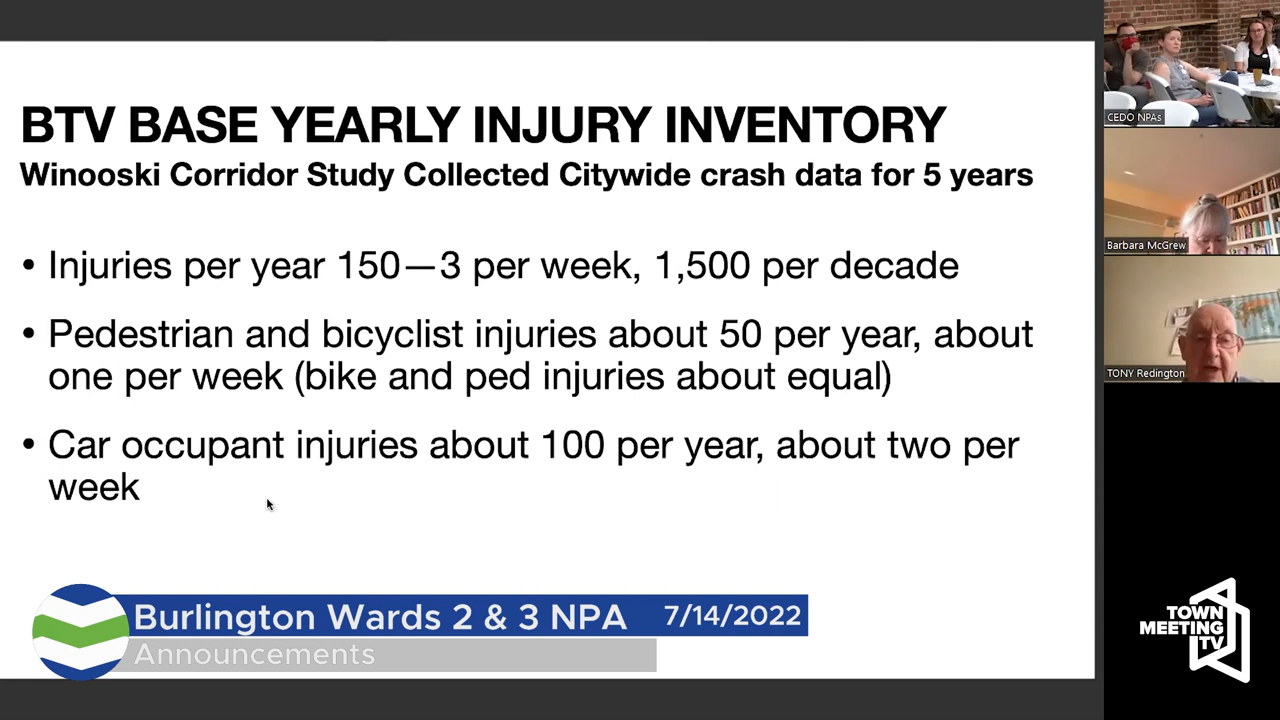 BTV BASE YEARLY INJURY INVENTORY
Winooski Corridor Study Collected Citywide crash data for 5 years
• Injuries per year 150—3 per week, 1,500 per decade
• Pedestrian and bicyclist injuries about 50 per year, about
one per week (bike and ped injuries about equal)
• Car occupant injuries about 100 per year, about two per
week
Burlington Wards 2 & 3 NPA 7/14/2022
Announcements
CEDO NPAs
Barbara McGrew
TONY Redington
TOWN
MEETING
TV